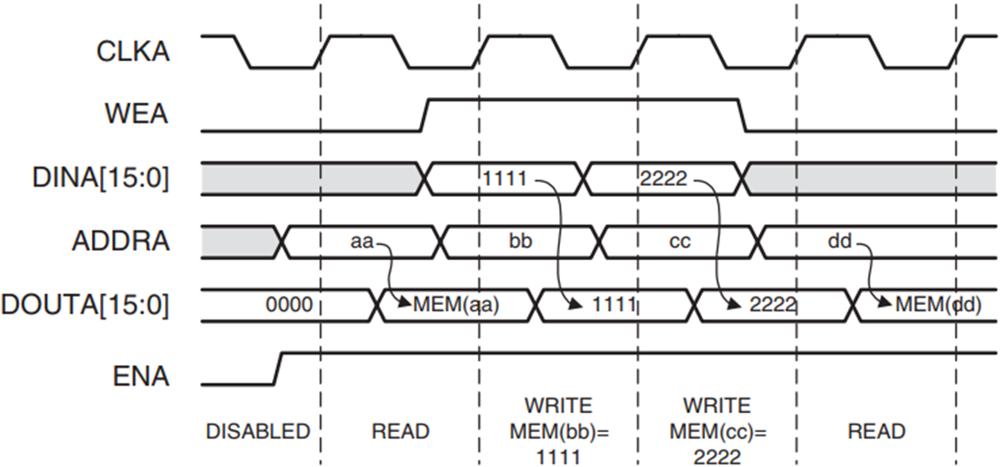 CLKA
WEA
DINA[15:0] 1111 2222
ADDRA aa bb cc dd
DOUTA[15:0] 0000 MEM(aa) 1111 2222 MEM(dd)
ENA
DISABLED READ WRITE MEM(bb)= 1111 WRITE MEM(cc)= 2222 READ